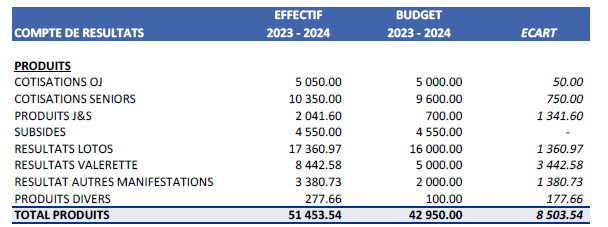 EFFECTIF BUDGET
COMPTE DE RESULTATS 2023 - 2024 2023 - 2024 ECART
PRODUITS
COTISATIONS OJ 5 050.00 5 000.00 50.00
COTISATIONS SENIORS 10 350.00 9 600.00 750.00
PRODUITS J&S 2 041.60 700.00 1 341.60
SUBSIDES 4 550.00 4 550.00 -
RESULTATS LOTOS 17 360.97 16 000.00 1 360.97
RESULTATS VALERETTE 8 442.58 5 000.00 3 442.58
RESULTAT AUTRES MANIFESTATIONS 3 380.73 2 000.00 1 380.73
PRODUITS DIVERS 277.66 100.00 177.66
TOTAL PRODUITS 51 453.54 42 950.00 8 503.54